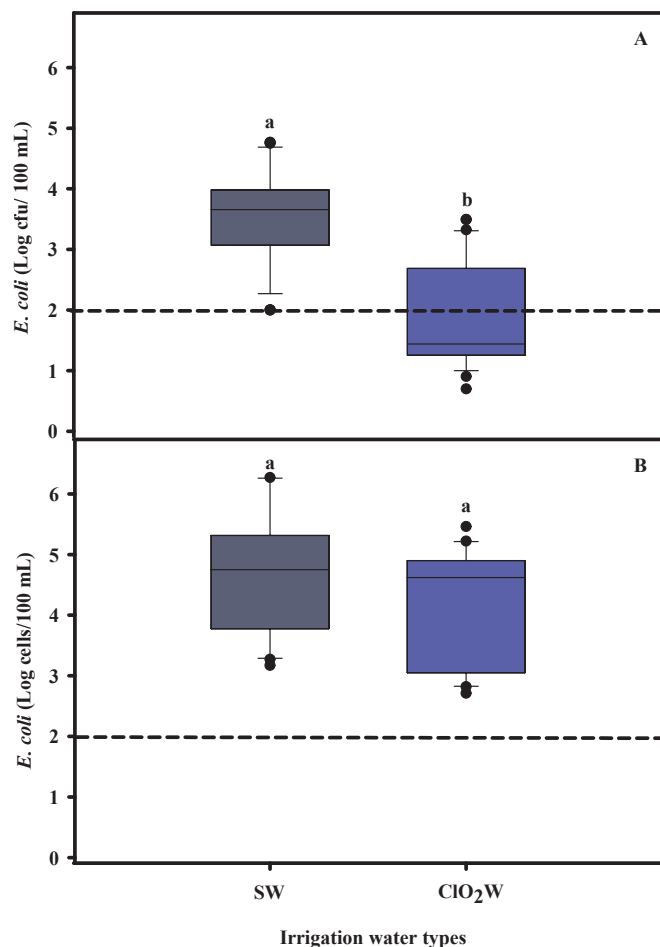 A
6
a
5
4
b
3
2
1
0
E. coli (Log cfu/ 100 mL)
B
a
6
a
5
4
3
2
1
0
E. coli (Log cells/100 mL)
SW ClO2W
Irrigation water types